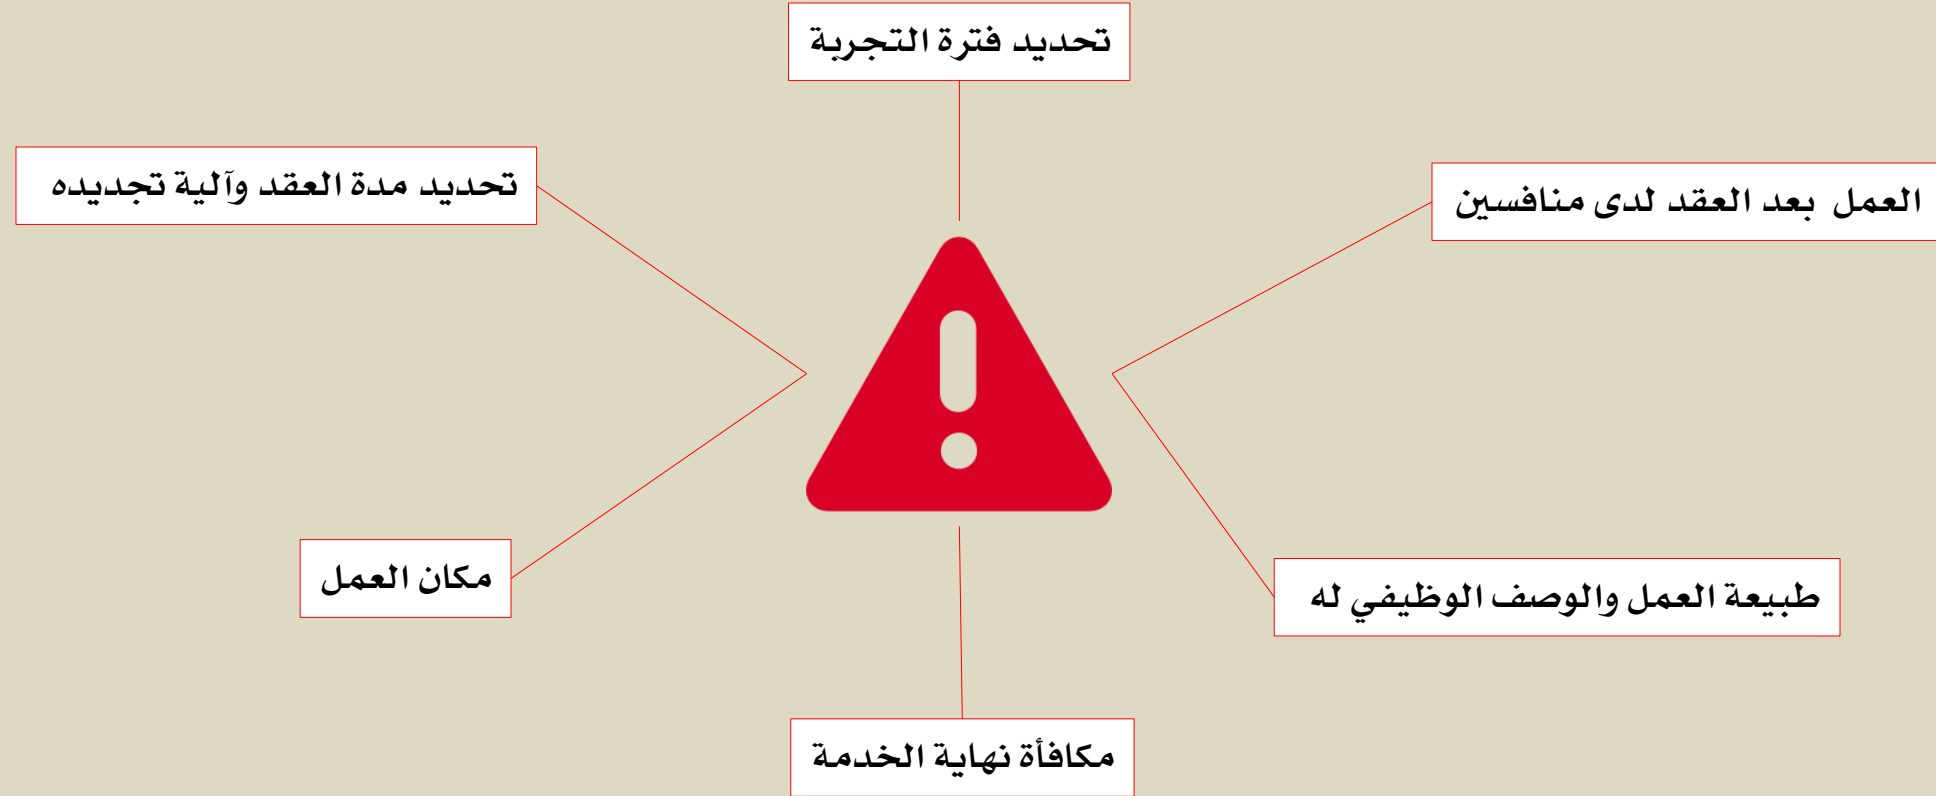 تحديد فترة التجربة
العمل بعد العقد لدى منافسين
تحديد مدة العقد وآلية تجديده
طبيعة العمل والوصف الوظيفي له
مكان العمل
مكافأة نهاية الخدمة